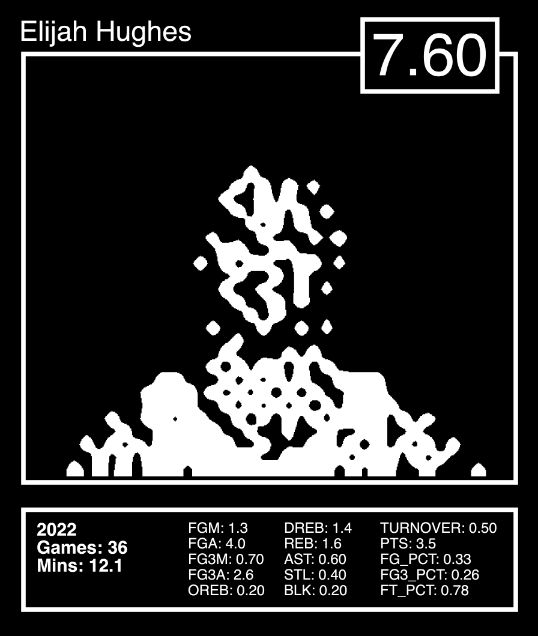 Elijah Hughes
7.60
2022
Games: 36
Mins: 12.1
FGM: 1.3
FGA: 4.0
FG3M: 0.70
FG3A: 2.6
OREB: 0.20
DREB: 1.4
REB: 1.6
AST: 0.60
STL: 0.40
BLK: 0.20
TURNOVER: 0.50
PTS: 3.5
FG_PCT: 0.33
FG3_PCT: 0.26
FT_PCT: 0.78